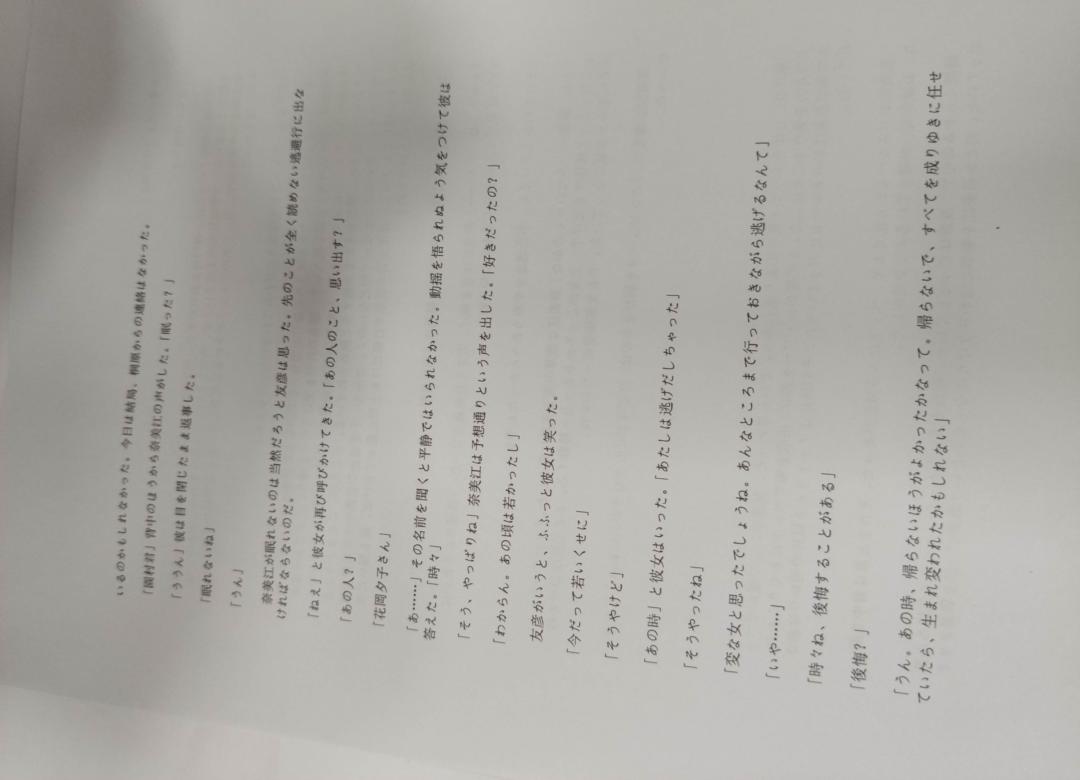 いるのかもしれなかった。今日は結局、桐原からの連絡はなかった。
「園村君」背中のほうから奈美江の声がした。「眠った？」
「ううん」彼は目を閉じたまま返事した。
「眠れないね」
「うん」
奈美江が眠れないのは当然だろうと友彦は思った。先のことが全く読めない逃避行に出な
ければならないのだ。
「ねえ」と彼女が再び呼びかけてきた。「あの人のこと、思い出す？」
「あの人？」
「花岡夕子さん」
「あ……」その名前を聞くと平静ではいられなかった。動揺を悟られぬよう気をつけて彼は
答えた。「時々」
「そう、やっぱりね」奈美江は予想通りという声を出した。「好きだったの？」
「わからん。あの頃は若かったし」
友彦がいうと、ふふっと彼女は笑った。
「今だって若いくせに」
「そうやけど」
「あの時」と彼女はいった。「あたしは逃げだしちゃった」
「そうやったね」
「変な女と思ったでしょうね。あんなところまで行っておきながら逃げるなんて」
「いや……」
「時々ね、後悔することがある」
「後悔？」
「うん。あの時、帰らないほうがよかったかなって。帰らないで、すべてを成りゆきに任せ
ていたら、生まれ変われたかもしれない」